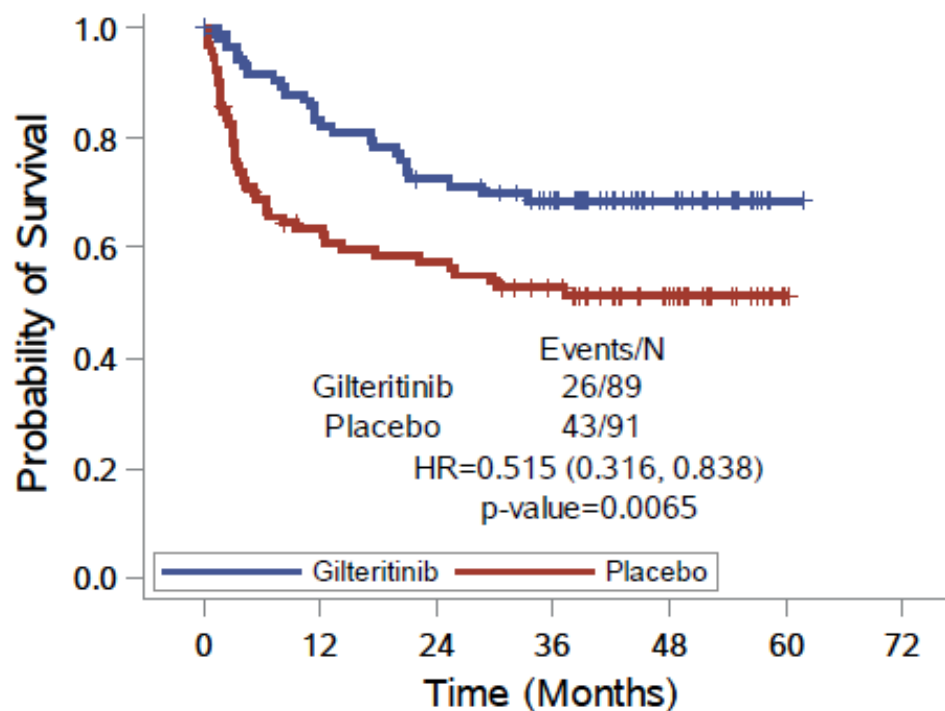 Probability of Survival
1.0
0.8
0.6
0.4
0.2
0.0
Events/N
Gilteritinib 26/89
Placebo 43/91
HR=0.515 (0.316, 0.838)
p-value=0.0065
Gilteritinib Placebo
0 12 24 36 48 60 72
Time (Months)